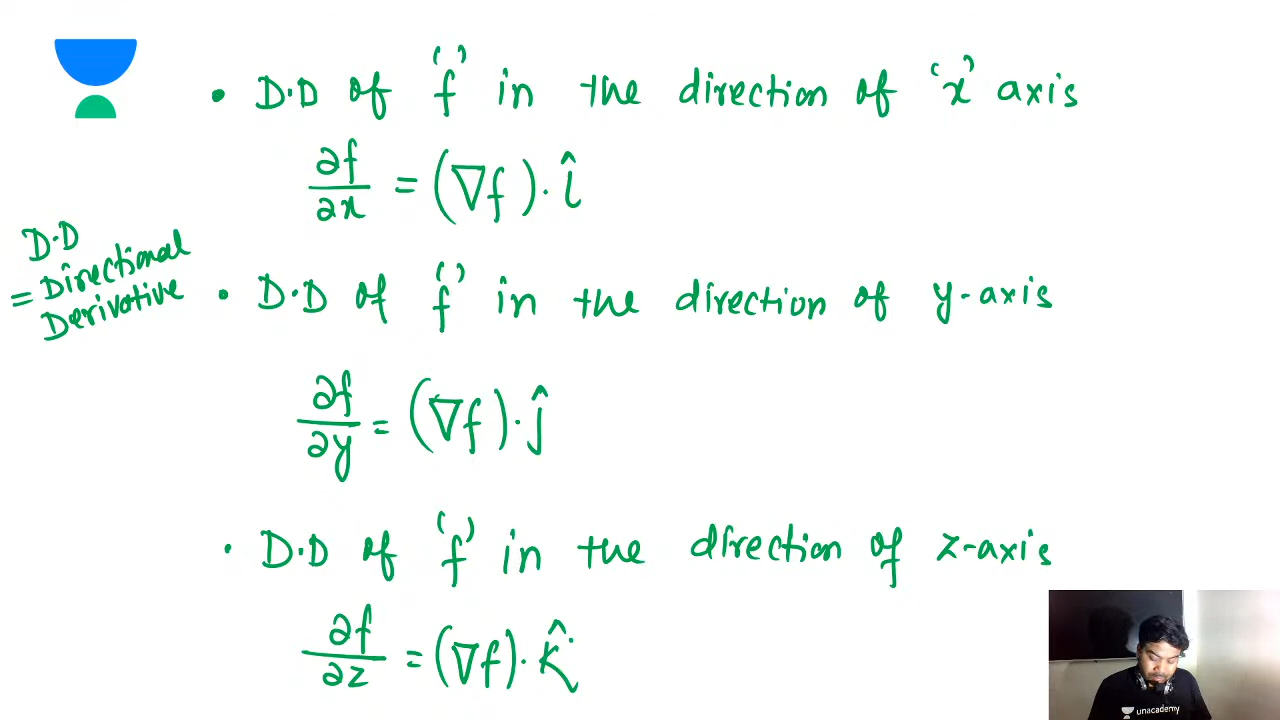 • D.D of 'f' in the direction of 'x' axis
∂f/∂x = (∇f)·î
D.D
= Directional
Derivative
• D.D of 'f' in the direction of y-axis
∂f/∂y = (∇f)·ĵ
• D.D of 'f' in the direction of z-axis
∂f/∂z = (∇f)·k̂
unacademy